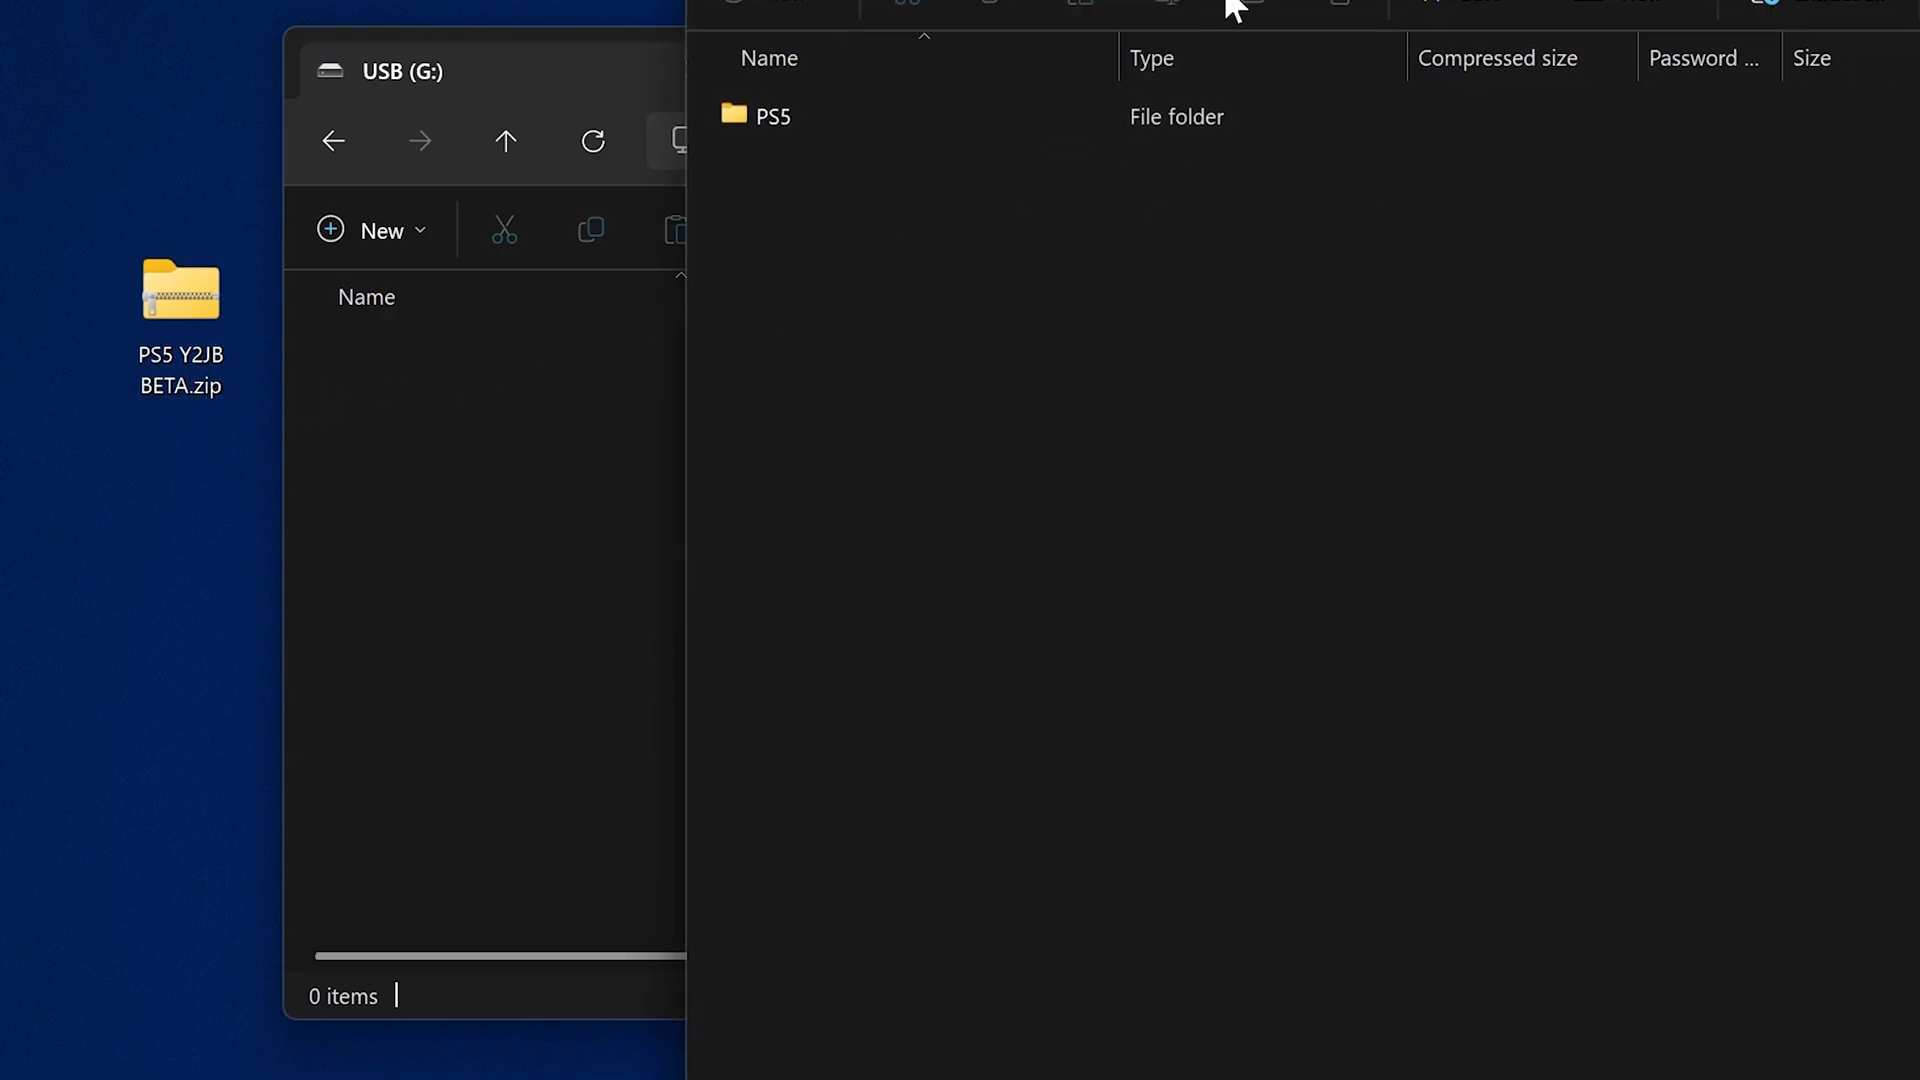 USB (G:)
New
Name
0 items
PS5 Y2JB
BETA.zip
Name
Type
Compressed size
Password ...
Size
PS5
File folder